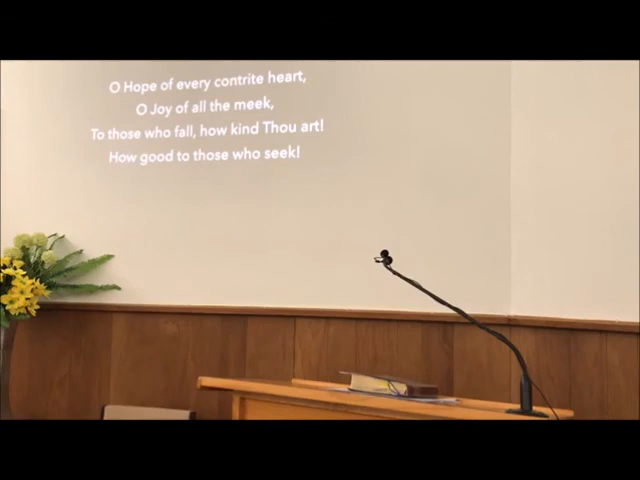 O Hope of every contrite heart,
O Joy of all the meek,
To those who fall, how kind Thou art!
How good to those who seek!